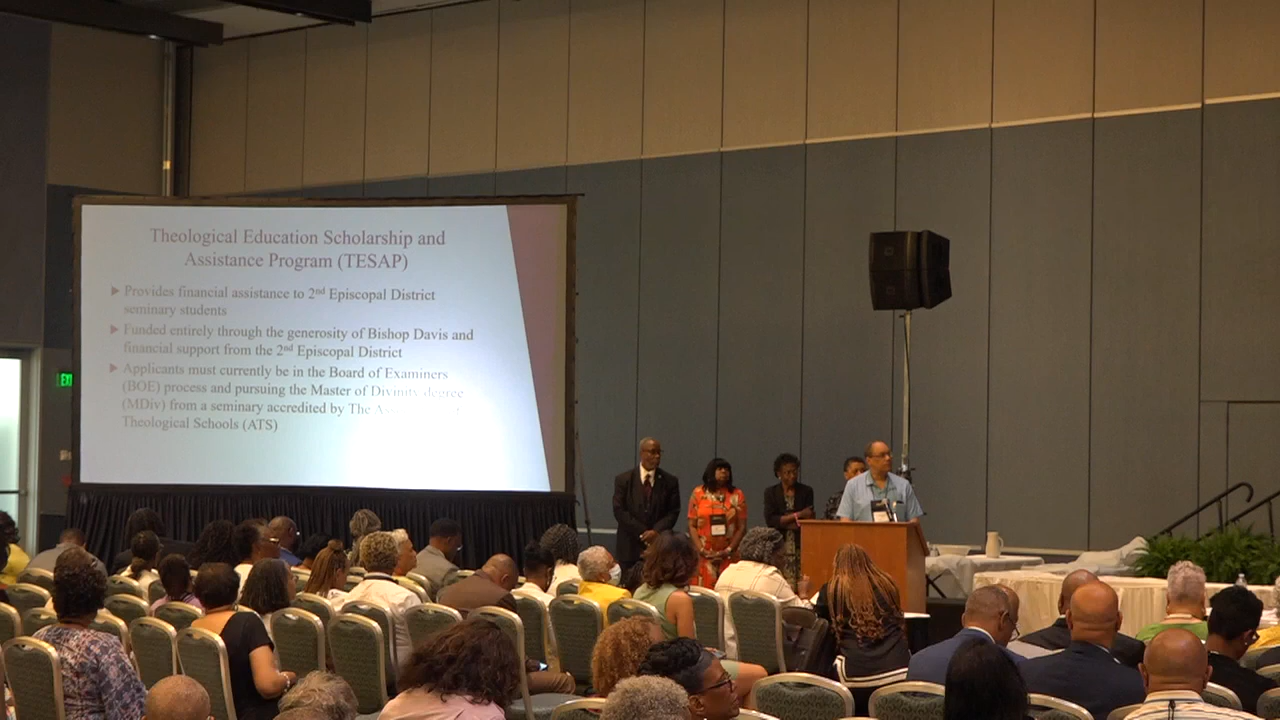 Theological Education Scholarship and
Assistance Program (TESAP)
Provides financial assistance to 2nd Episcopal District
seminary students
Funded entirely through the generosity of Bishop Davis and
financial support from the 2nd Episcopal District
Applicants must currently be in the Board of Examiners
(BOE) process and pursuing the Master of Divinity degree
(MDiv) from a seminary accredited by The
Theological Schools (ATS)
EXIT